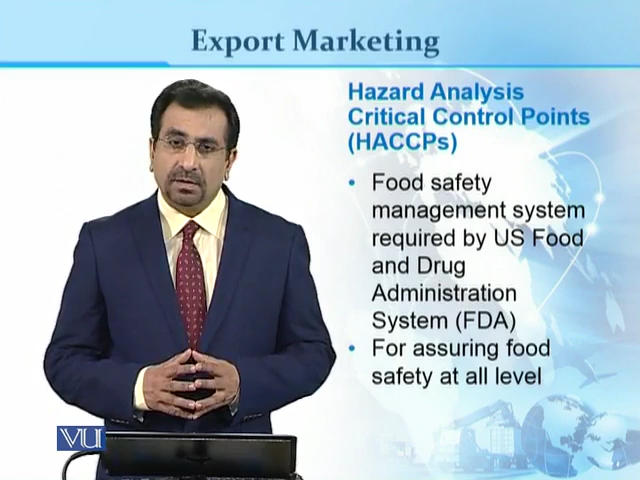 Export Marketing
Hazard Analysis
Critical Control Points
(HACCPs)
• Food safety
management system
required by US Food
and Drug
Administration
System (FDA)
• For assuring food
safety at all level
VU